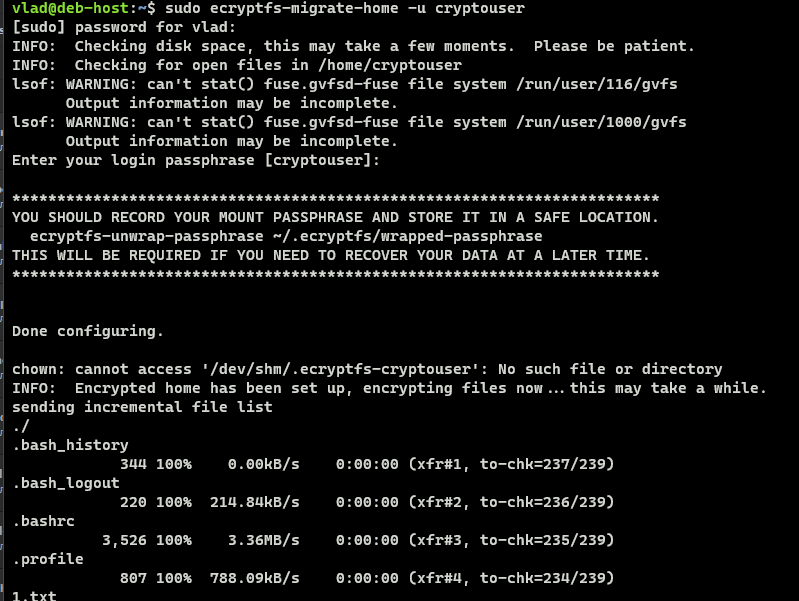 vlad@deb-host:~$ sudo ecryptfs-migrate-home -u cryptouser
[sudo] password for vlad:
INFO:  Checking disk space, this may take a few moments.  Please be patient.
INFO:  Checking for open files in /home/cryptouser
lsof: WARNING: can't stat() fuse.gvfsd-fuse file system /run/user/116/gvfs
      Output information may be incomplete.
lsof: WARNING: can't stat() fuse.gvfsd-fuse file system /run/user/1000/gvfs
      Output information may be incomplete.
Enter your login passphrase [cryptouser]:
************************************************************************
YOU SHOULD RECORD YOUR MOUNT PASSPHRASE AND STORE IT IN A SAFE LOCATION.
  ecryptfs-unwrap-passphrase ~/.ecryptfs/wrapped-passphrase
THIS WILL BE REQUIRED IF YOU NEED TO RECOVER YOUR DATA AT A LATER TIME.
************************************************************************
Done configuring.
chown: cannot access '/dev/shm/.ecryptfs-cryptouser': No such file or directory
INFO:  Encrypted home has been set up, encrypting files now...this may take a while.
sending incremental file list
./
.bash_history
            344 100%    0.00kB/s    0:00:00 (xfr#1, to-chk=237/239)
.bash_logout
            220 100%  214.84kB/s    0:00:00 (xfr#2, to-chk=236/239)
.bashrc
          3,526 100%    3.36MB/s    0:00:00 (xfr#3, to-chk=235/239)
.profile
            807 100%  788.09kB/s    0:00:00 (xfr#4, to-chk=234/239)
1.txt